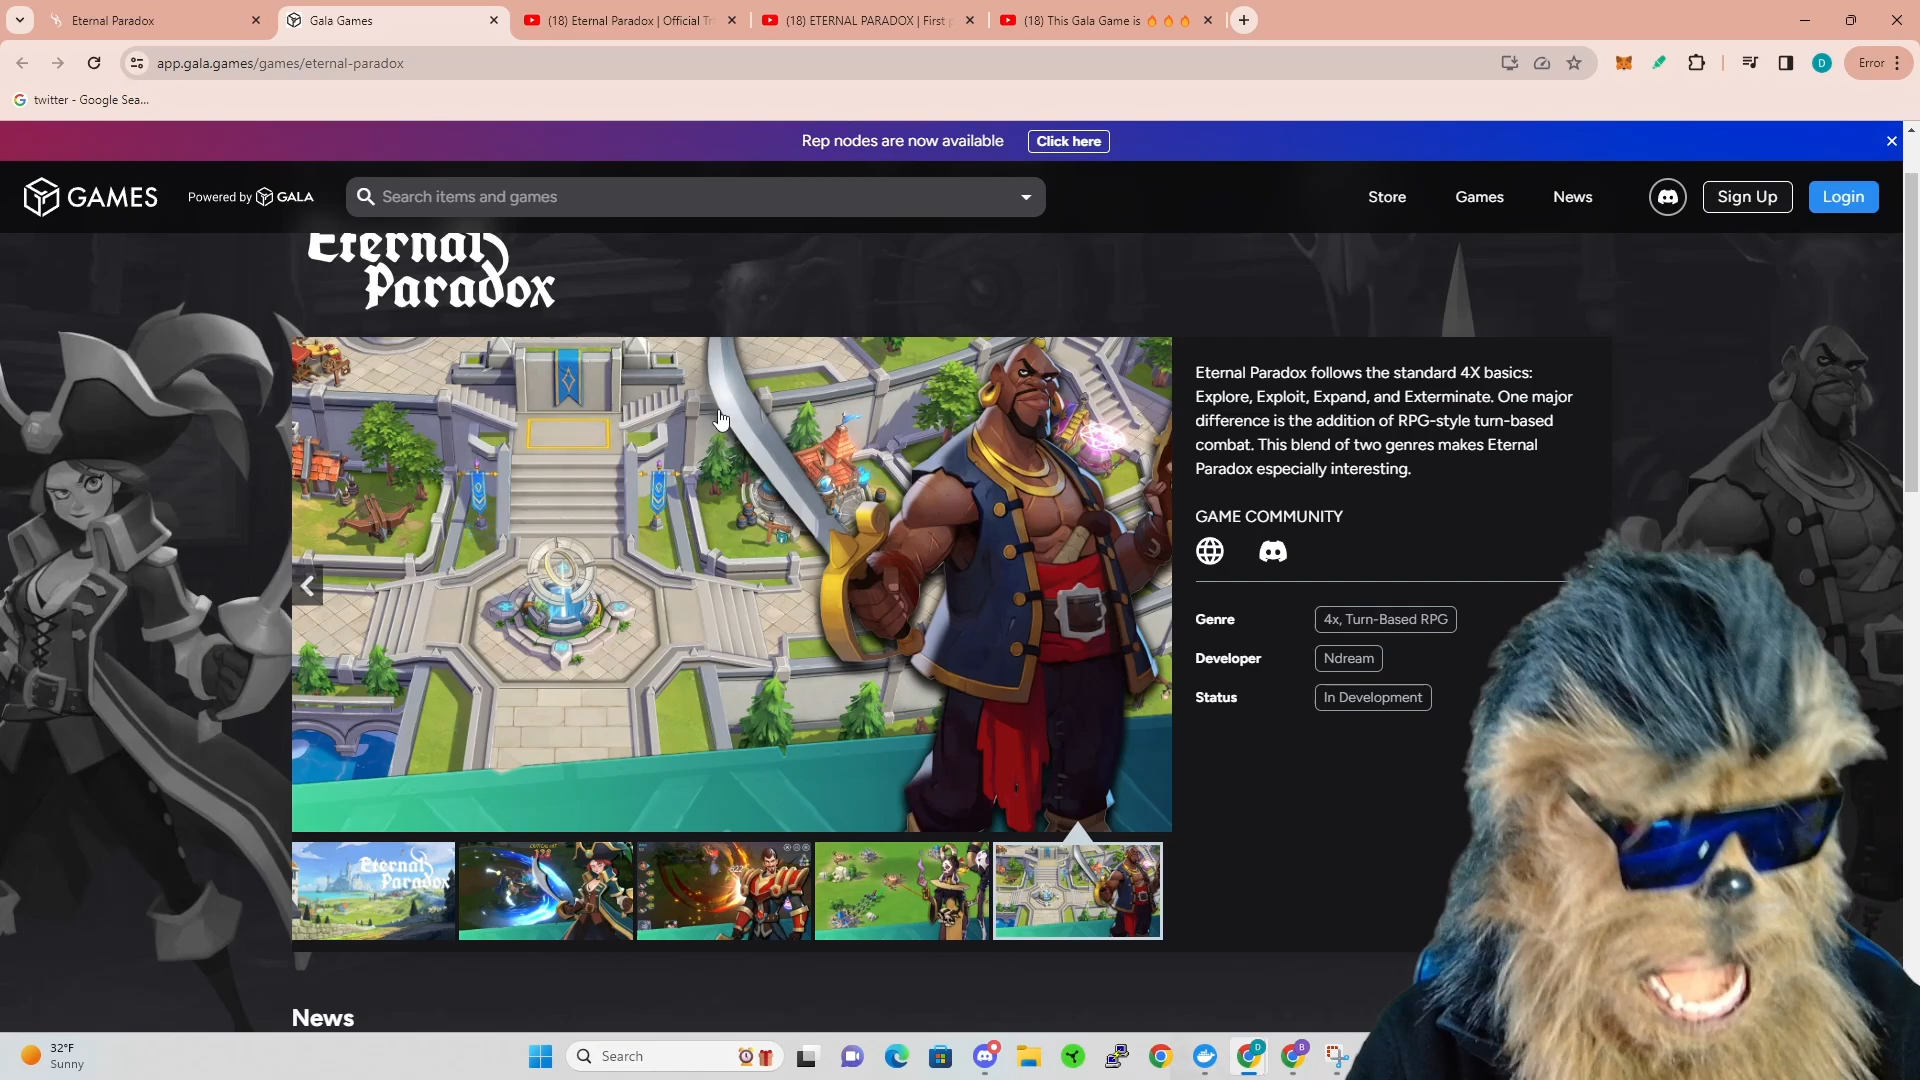 Eternal Paradox
Gala Games
(18) Eternal Paradox | Official Tr
(18) ETERNAL PARADOX | First p
(18) This Gala Game is 🔥🔥🔥
app.gala.games/games/eternal-paradox
D
Error
twitter - Google Sea...
Rep nodes are now available
Click here
GAMES
Powered by GALA
Search items and games
Store
Games
News
Sign Up
Login
Eternal
Paradox
Eternal Paradox follows the standard 4X basics:
Explore, Exploit, Expand, and Exterminate. One major
difference is the addition of RPG-style turn-based
combat. This blend of two genres makes Eternal
Paradox especially interesting.
GAME COMMUNITY
Genre
4x, Turn-Based RPG
Developer
Ndream
Status
In Development
Eternal
Paradox
News
32°F
Sunny
Search
D
B